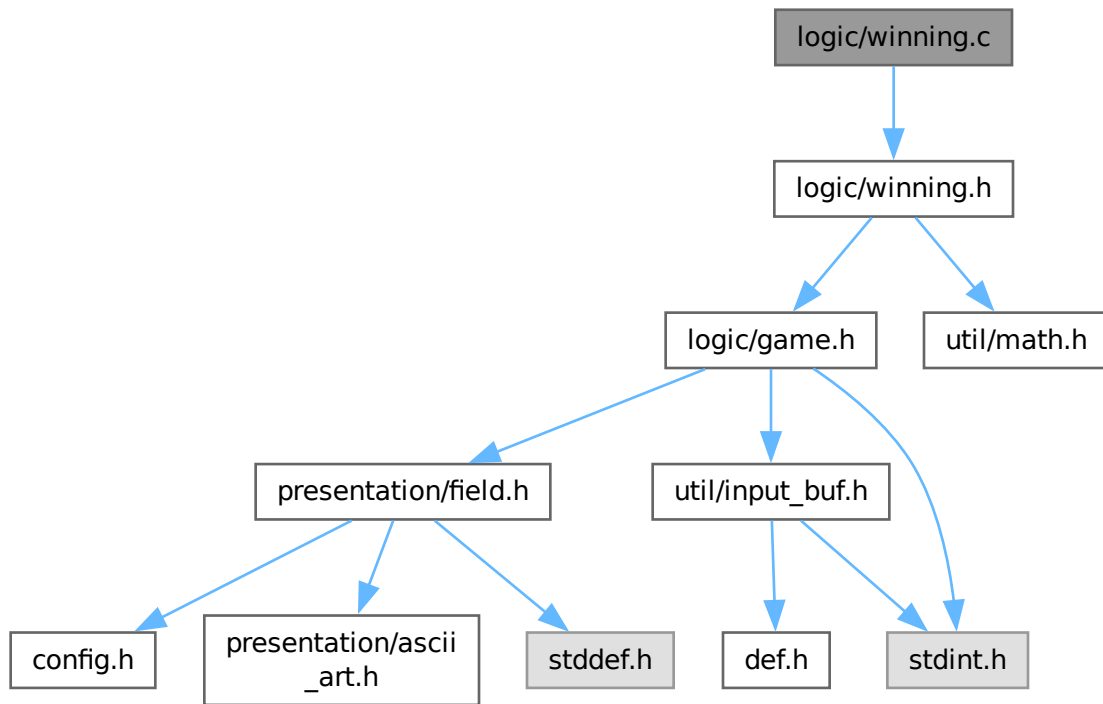 logic/winning.c
logic/winning.h
logic/game.h
util/math.h
presentation/field.h
util/input_buf.h
config.h
presentation/ascii
_art.h
stddef.h
def.h
stdint.h